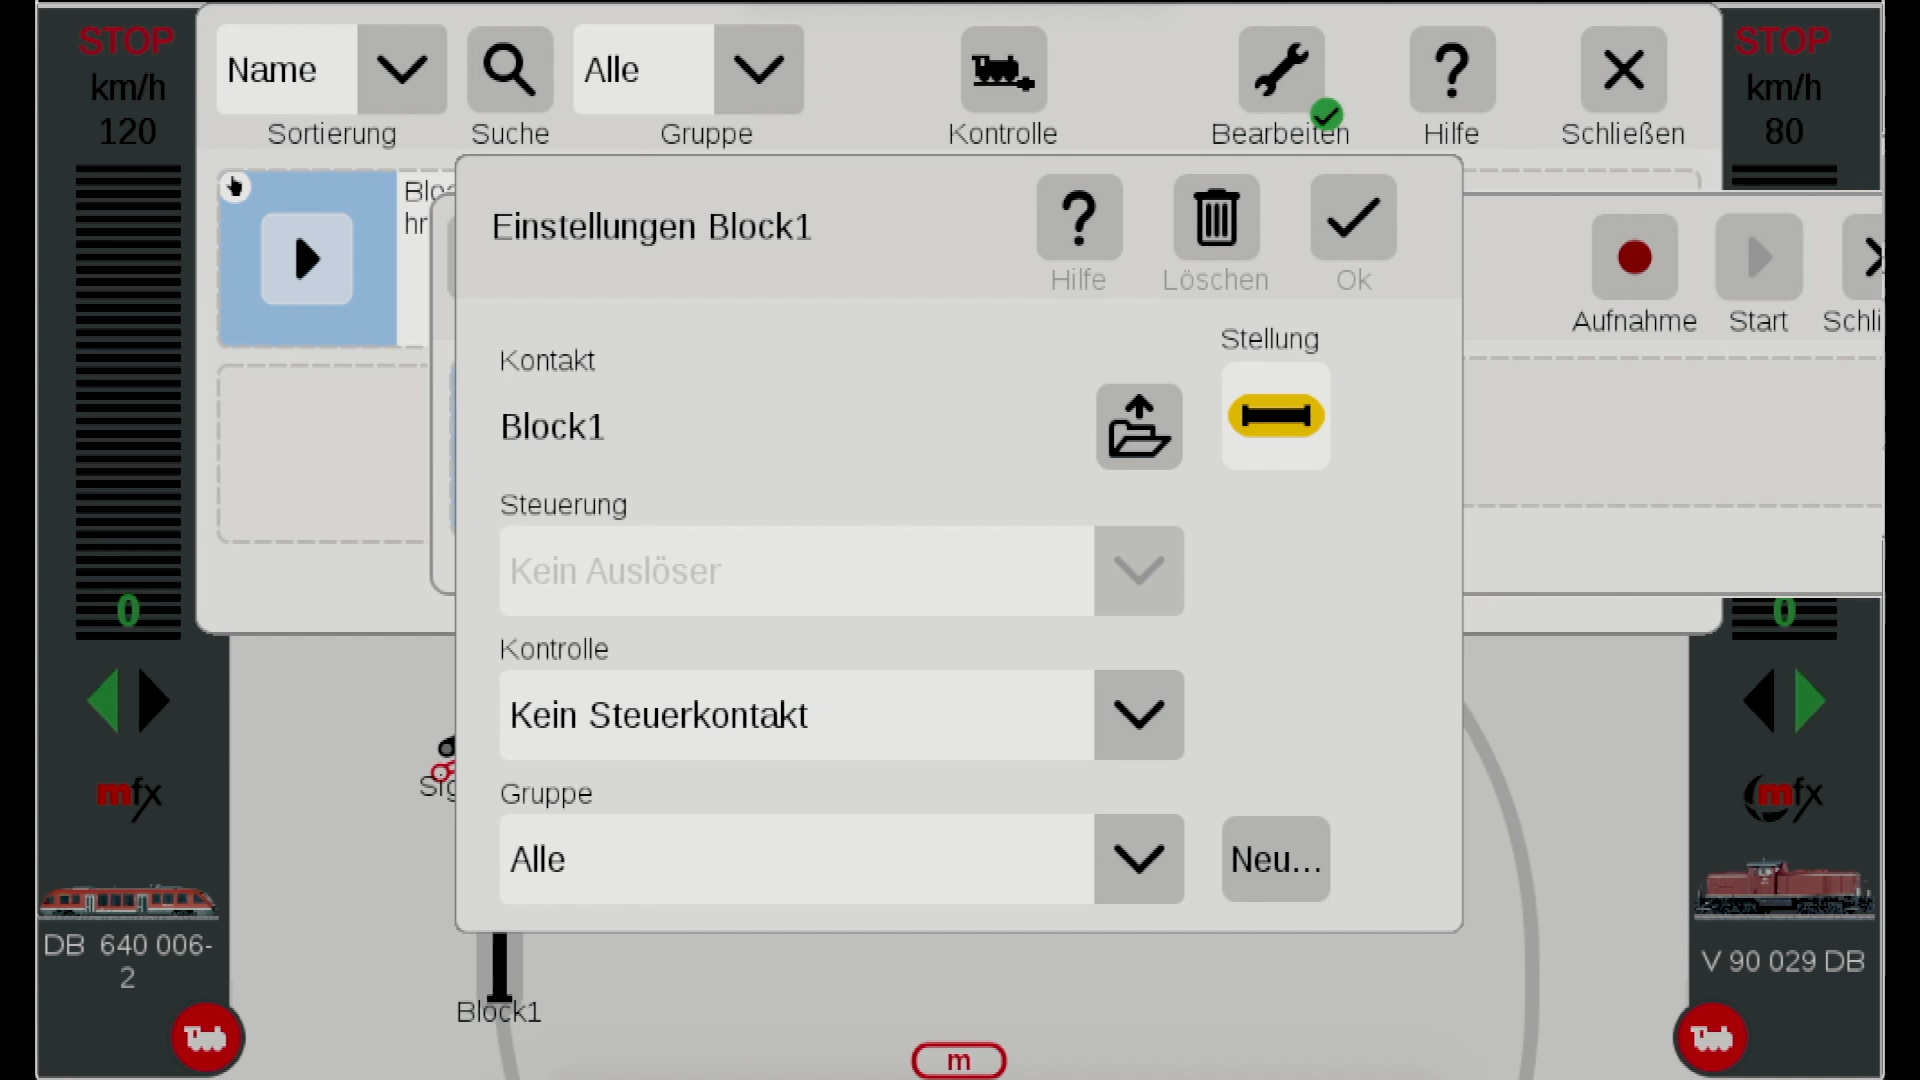 STOP
km/h
120
0
mfx
DB 640 006-
2
Name
Sortierung
Suche
Alle
Gruppe
Kontrolle
Bearbeiten
Hilfe
Schließen
STOP
km/h
80
0
mfx
V 90 029 DB
Einstellungen Block1
Hilfe
Löschen
Ok
Aufnahme
Start
Schli
Kontakt
Block1
Stellung
Steuerung
Kein Auslöser
Kontrolle
Kein Steuerkontakt
Gruppe
Alle
Neu...
Block1
m